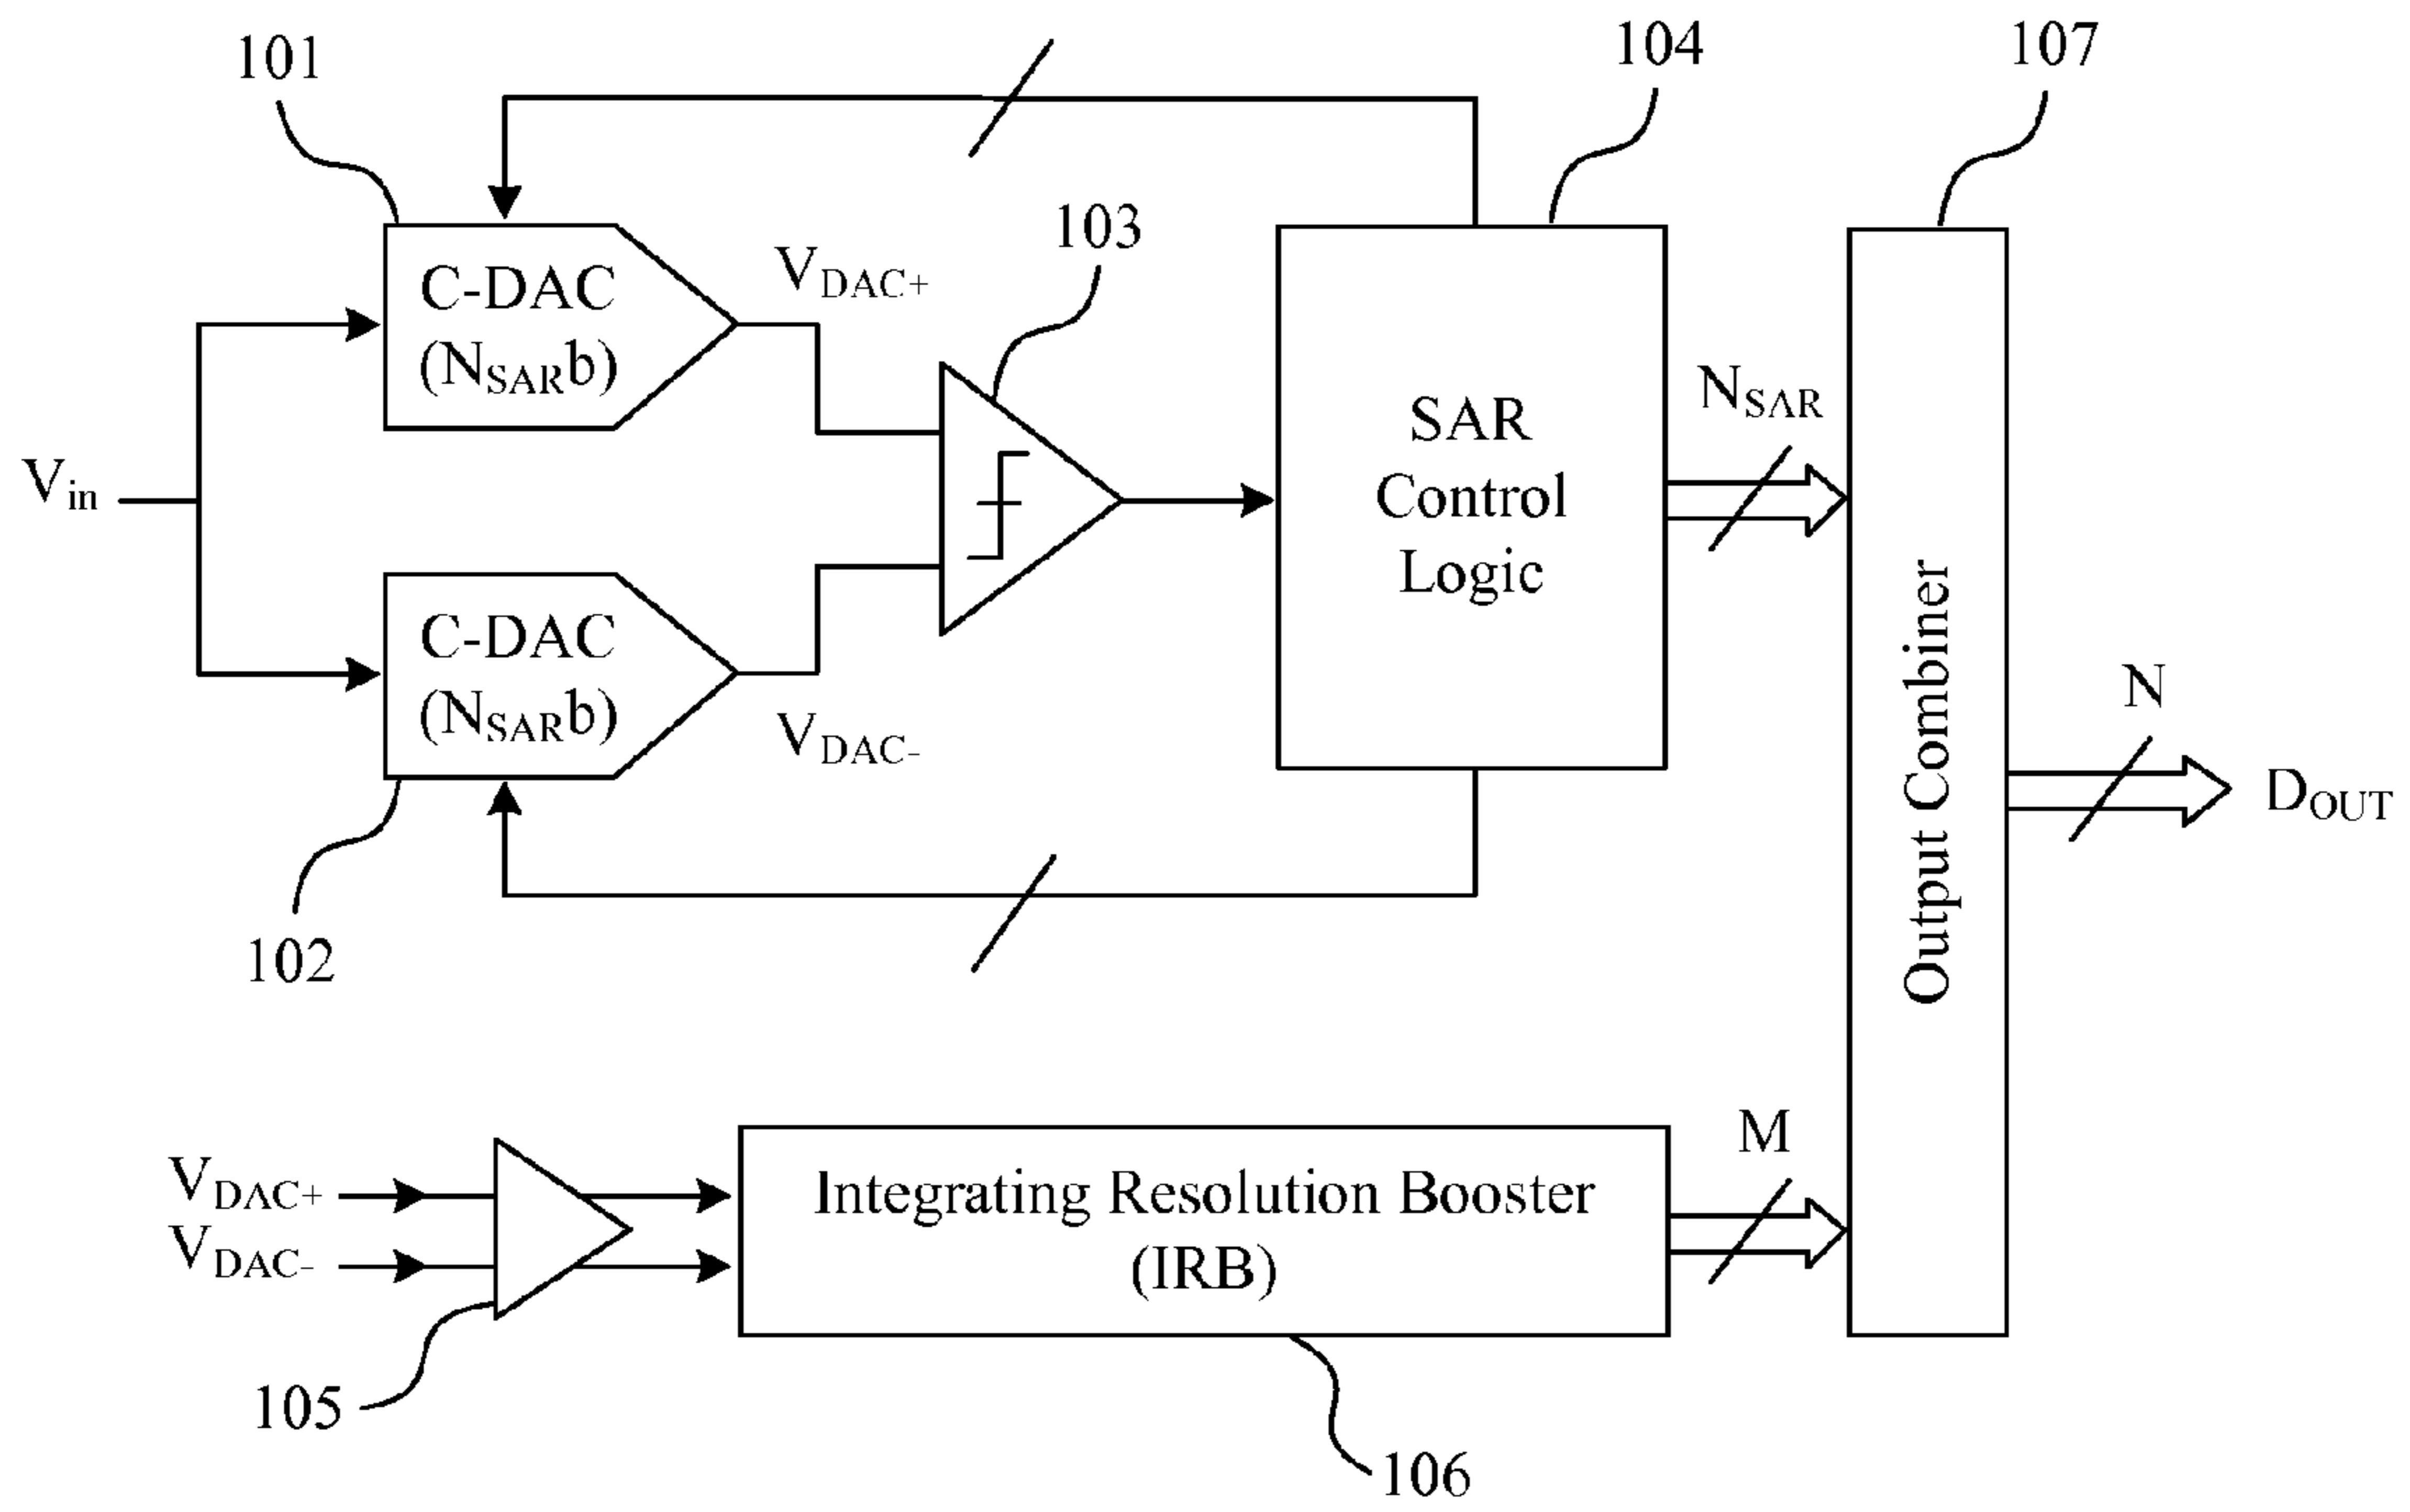 101
104
107
103
C-DAC
(NSARb)
VDAC+
Vin
SAR
Control
Logic
NSAR
C-DAC
(NSARb)
VDAC-
102
Output Combiner
N
DOUT
VDAC+
VDAC-
105
Integrating Resolution Booster
(IRB)
M
106